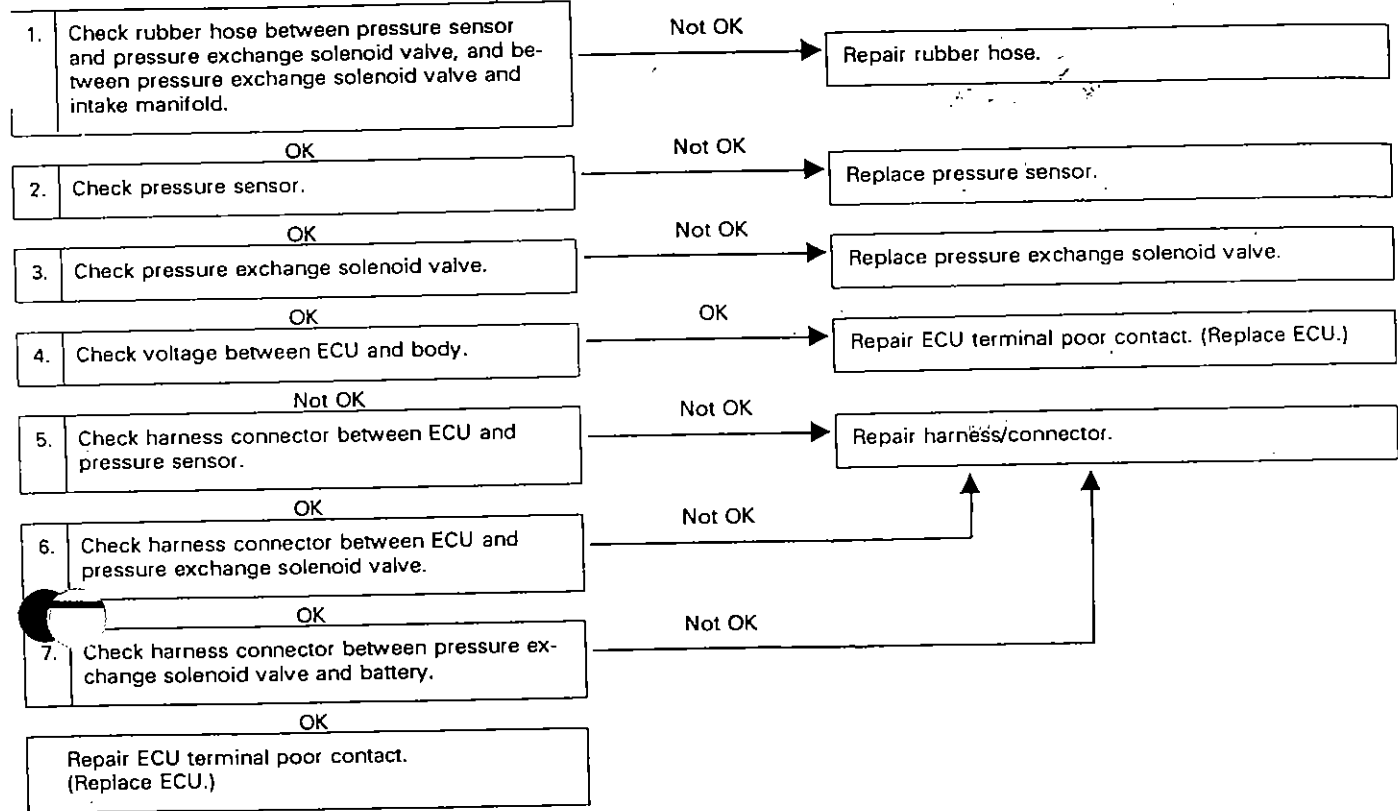 1. Check rubber hose between pressure sensor
and pressure exchange solenoid valve, and be-
tween pressure exchange solenoid valve and
intake manifold.
Not OK
Repair rubber hose.
OK
2. Check pressure sensor.
Not OK
Replace pressure sensor.
OK
3. Check pressure exchange solenoid valve.
Not OK
Replace pressure exchange solenoid valve.
OK
4. Check voltage between ECU and body.
OK
Repair ECU terminal poor contact. (Replace ECU.)
Not OK
5. Check harness connector between ECU and
pressure sensor.
Not OK
Repair harness/connector.
OK
6. Check harness connector between ECU and
pressure exchange solenoid valve.
Not OK
OK
7. Check harness connector between pressure ex-
change solenoid valve and battery.
Not OK
OK
Repair ECU terminal poor contact.
(Replace ECU.)